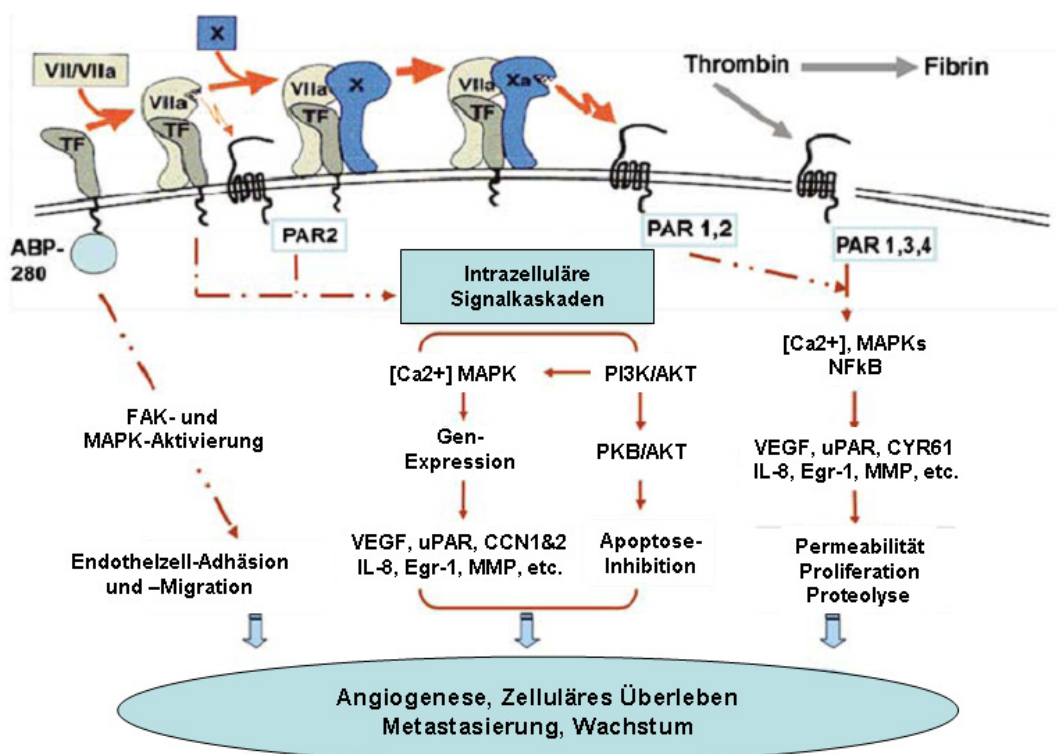 X
VII/VIIa
VIIa
TF
TF
VIIa
X
TF
VIIa
Xa
TF
Thrombin
Fibrin
ABP-
280
PAR2
PAR 1,2
PAR 1,3,4
Intrazelluläre
Signalkaskaden
[Ca2+] MAPK
PI3K/AKT
[Ca2+], MAPKs
NFkB
FAK- und
MAPK-Aktivierung
Gen-
Expression
PKB/AKT
VEGF, uPAR, CYR61
IL-8, Egr-1, MMP, etc.
Endothelzell-Adhäsion
und –Migration
VEGF, uPAR, CCN1&2
IL-8, Egr-1, MMP, etc.
Apoptose-
Inhibition
Permeabilität
Proliferation
Proteolyse
Angiogenese, Zelluläres Überleben
Metastasierung, Wachstum